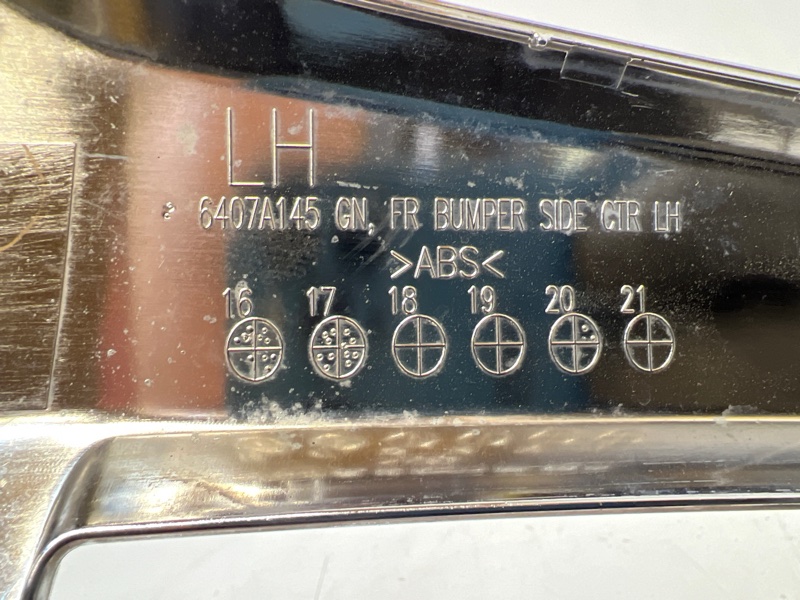 LH
6407A145 GN, FR BUMPER SIDE CTR LH
>ABS<
16 17 18 19 20 21